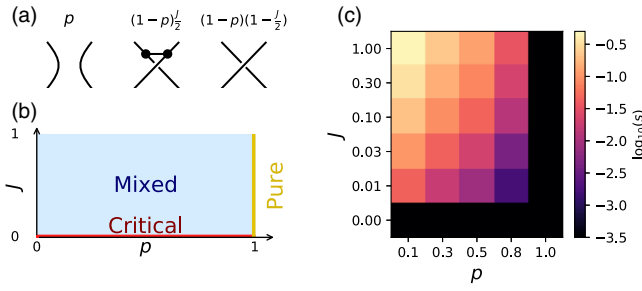 (a)
p
(1−p)J/2
(1−p)(1−J/2)
(b)
1
J
0
Mixed
Critical
Pure
0
p
1
(c)
J
1.00
0.30
0.10
0.03
0.01
0.00
0.1 0.3 0.5 0.8 1.0
p
−0.5
−1.0
−1.5
−2.0
−2.5
−3.0
−3.5
log₁₀(s)